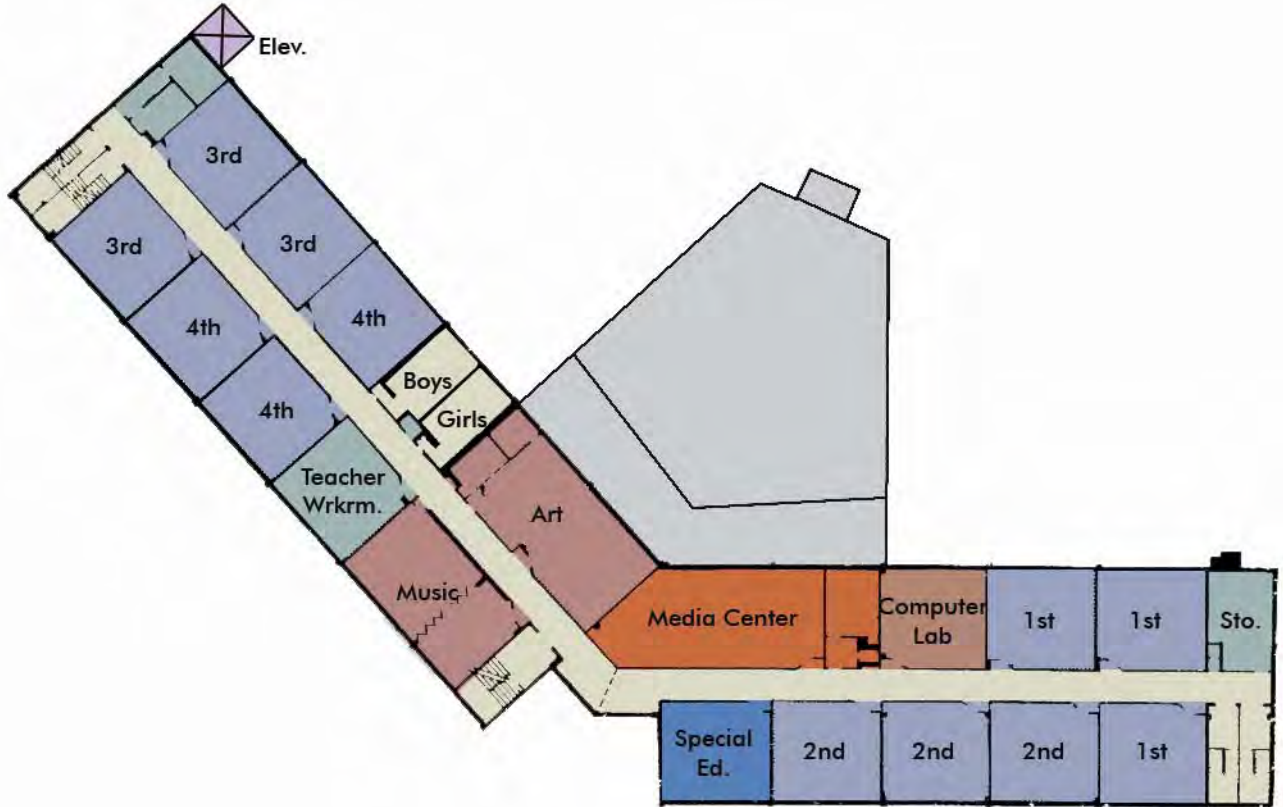 Elev.
3rd
3rd
3rd
4th
4th
4th
Boys
Girls
Teacher
Wrkrm.
Art
Music
Media Center
Computer
Lab
1st
1st
Sto.
Special
Ed.
2nd
2nd
2nd
1st